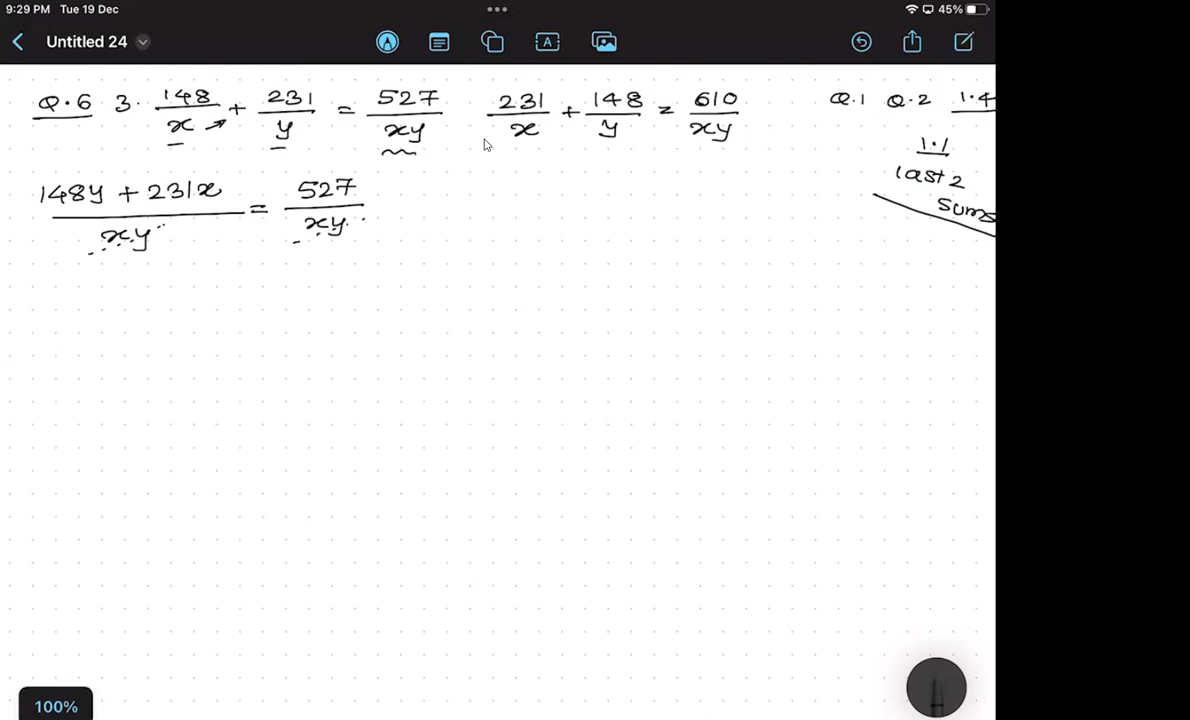 9:29 PM Tue 19 Dec
45%
Untitled 24
Q.6 3. 148/x + 231/y = 527/xy 231/x + 148/y = 610/xy
Q.1 Q.2 1.4
1.1
last 2
sums
148y + 231x/xy = 527/xy
100%